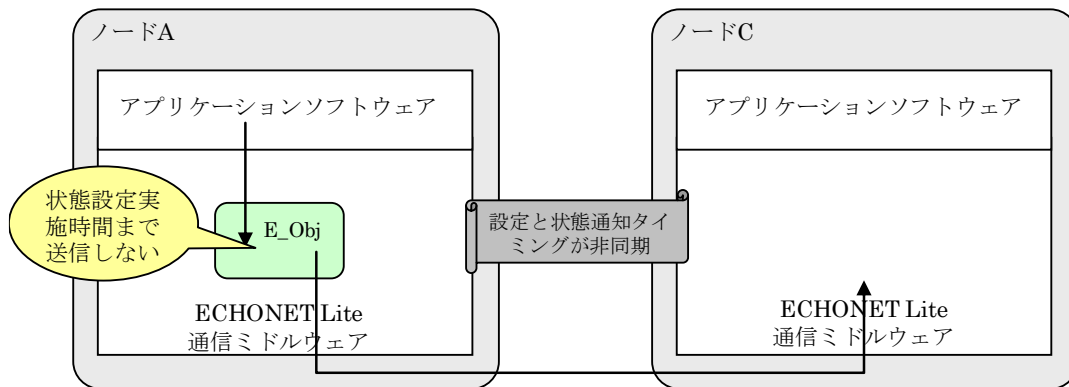 ノードA
アプリケーションソフトウェア
状態設定実
施時間まで
送信しない
E_Obj
ECHONET Lite
通信ミドルウェア
設定と状態通知タイ
ミングが非同期
ノードC
アプリケーションソフトウェア
ECHONET Lite
通信ミドルウェア